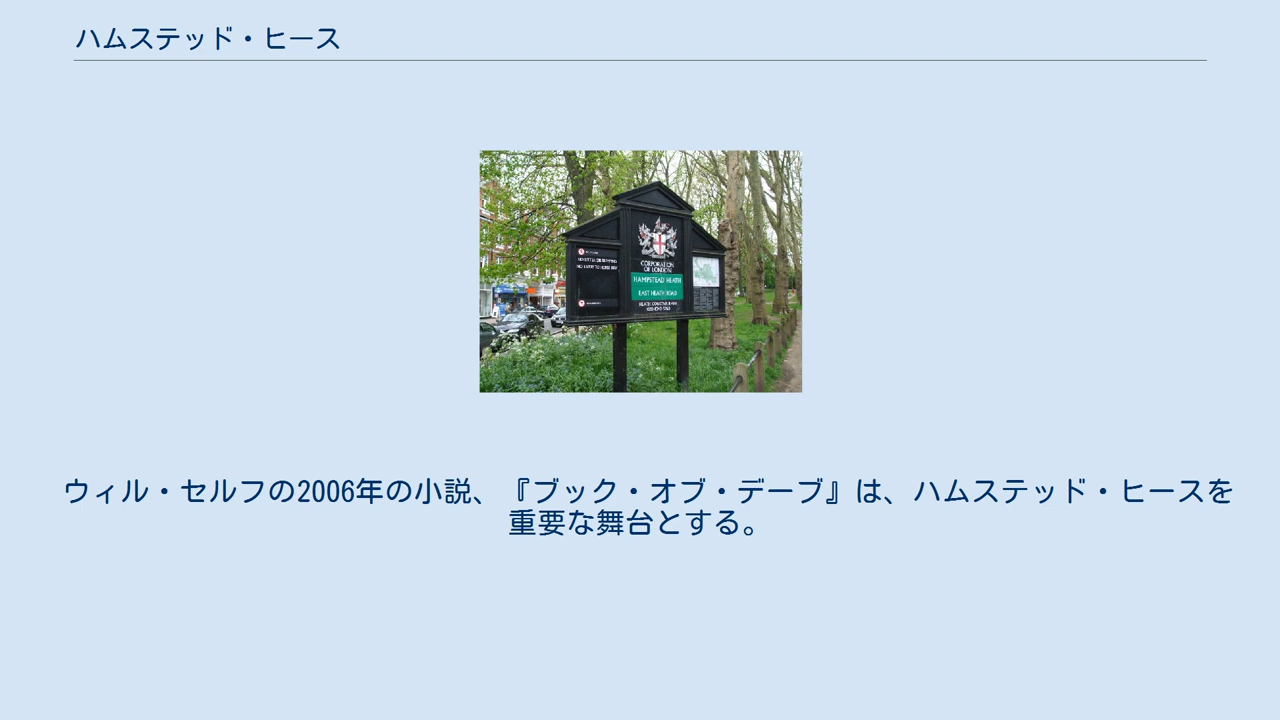 ハムステッド・ヒース
CORPORATION
OF LONDON
HAMPSTEAD HEATH
EAST HEATH ROAD
ウィル・セルフの2006年の小説、『ブック・オブ・デーブ』は、ハムステッド・ヒースを
重要な舞台とする。